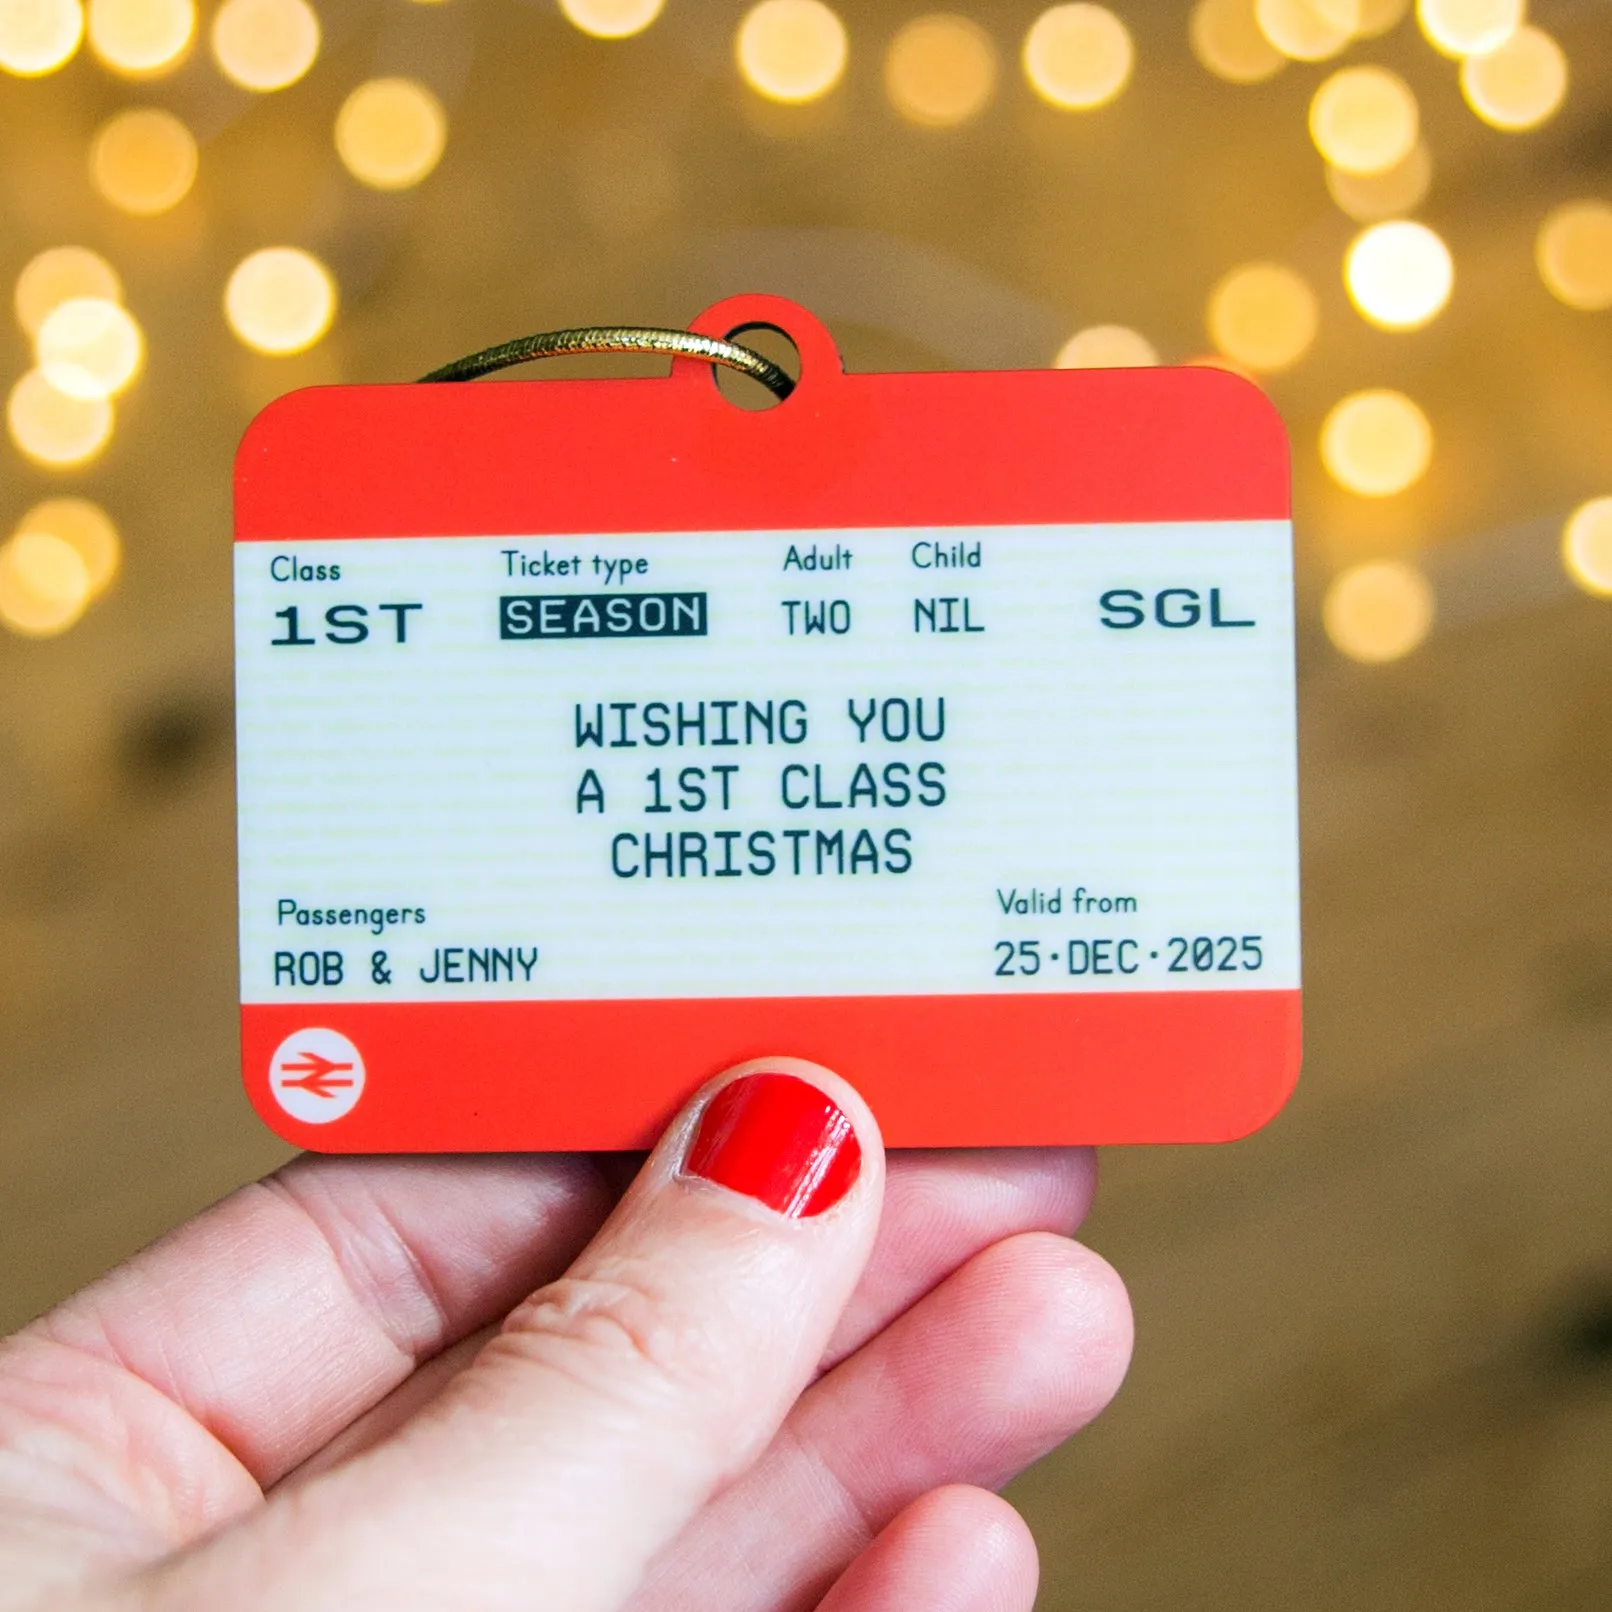 Class Ticket type Adult Child
1ST SEASON TWO NIL SGL
WISHING YOU
A 1ST CLASS
CHRISTMAS
Passengers Valid from
ROB & JENNY 25·DEC·2025